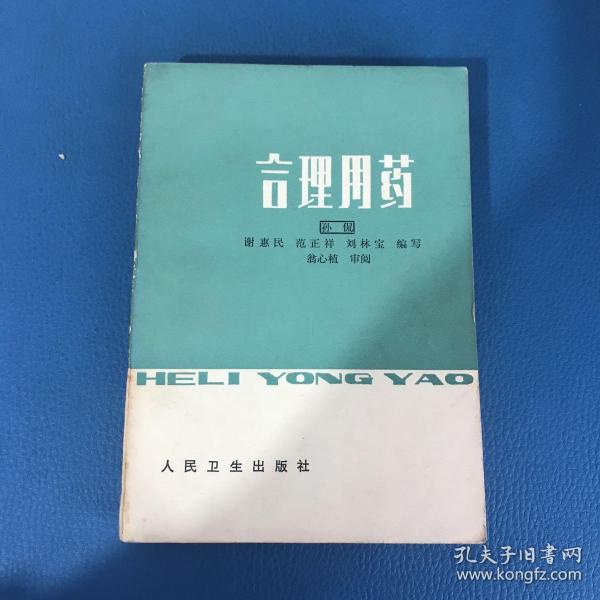 合理用药
孙侃
谢惠民 范正祥 刘林宝 编写
翁心植 审阅
HELI YONG YAO
人民卫生出版社
孔夫子旧书网
www.kongfz.com